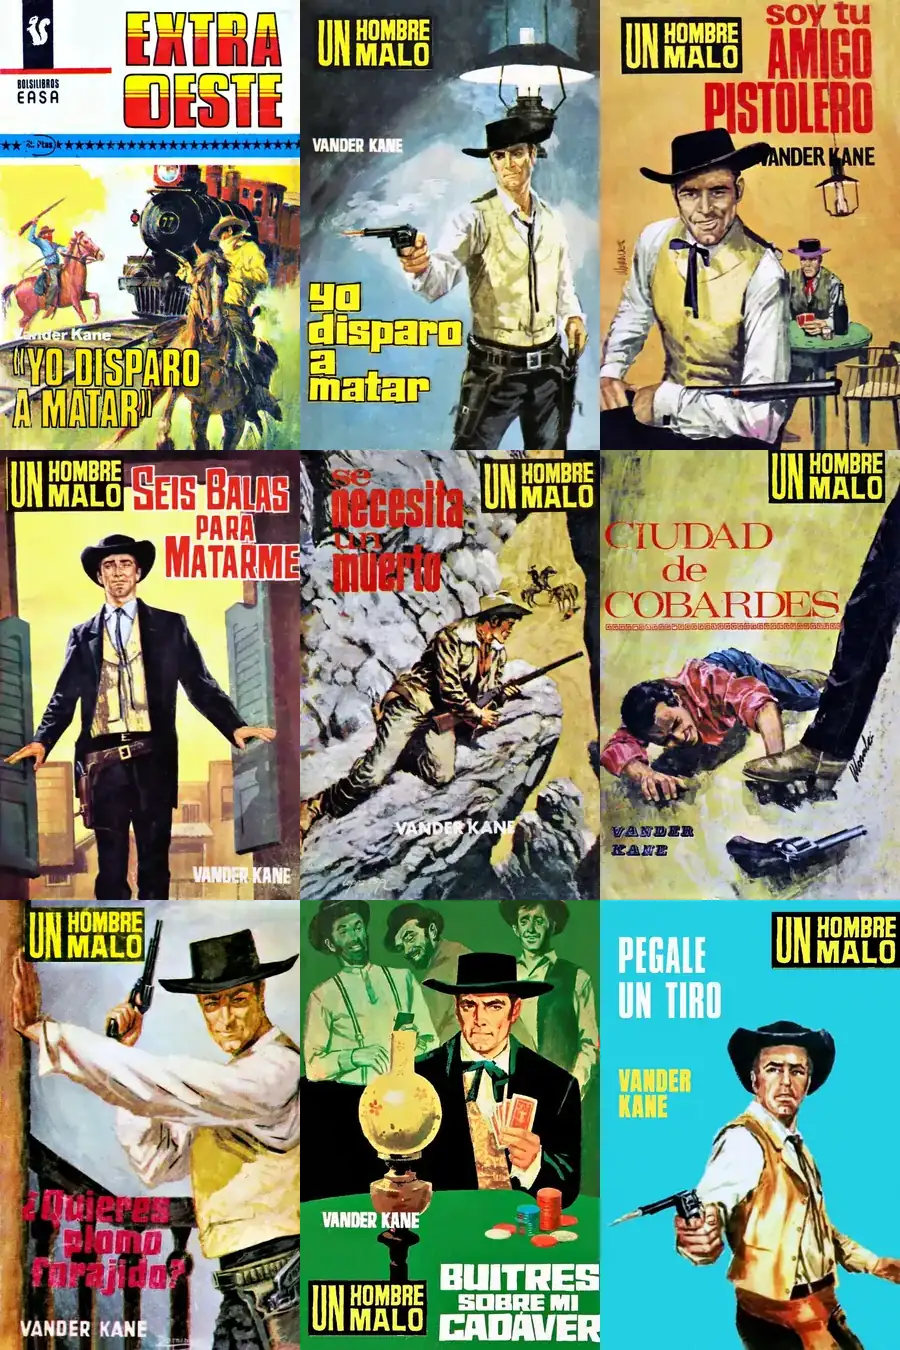 BOLSILIBROS
EASA
EXTRA
OESTE
Vander Kane
"YO DISPARO
A MATAR"
UN HOMBRE
MALO
VANDER KANE
yo
disparo
a
matar
UN HOMBRE
MALO
soy tu
AMIGO
PISTOLERO
VANDER KANE
77
UN HOMBRE
MALO
SEIS BALAS
PARA
MATARME
VANDER KANE
se
necesita
un
muerto
UN HOMBRE
MALO
VANDER KANE
UN HOMBRE
MALO
CIUDAD
de
COBARDES
VANDER
KANE
UN HOMBRE
MALO
¿Quieres
plomo
forajido?
VANDER KANE
VANDER KANE
UN HOMBRE
MALO
BUITRES
SOBRE MI
CADÁVER
UN HOMBRE
MALO
PEGALE
UN TIRO
VANDER
KANE